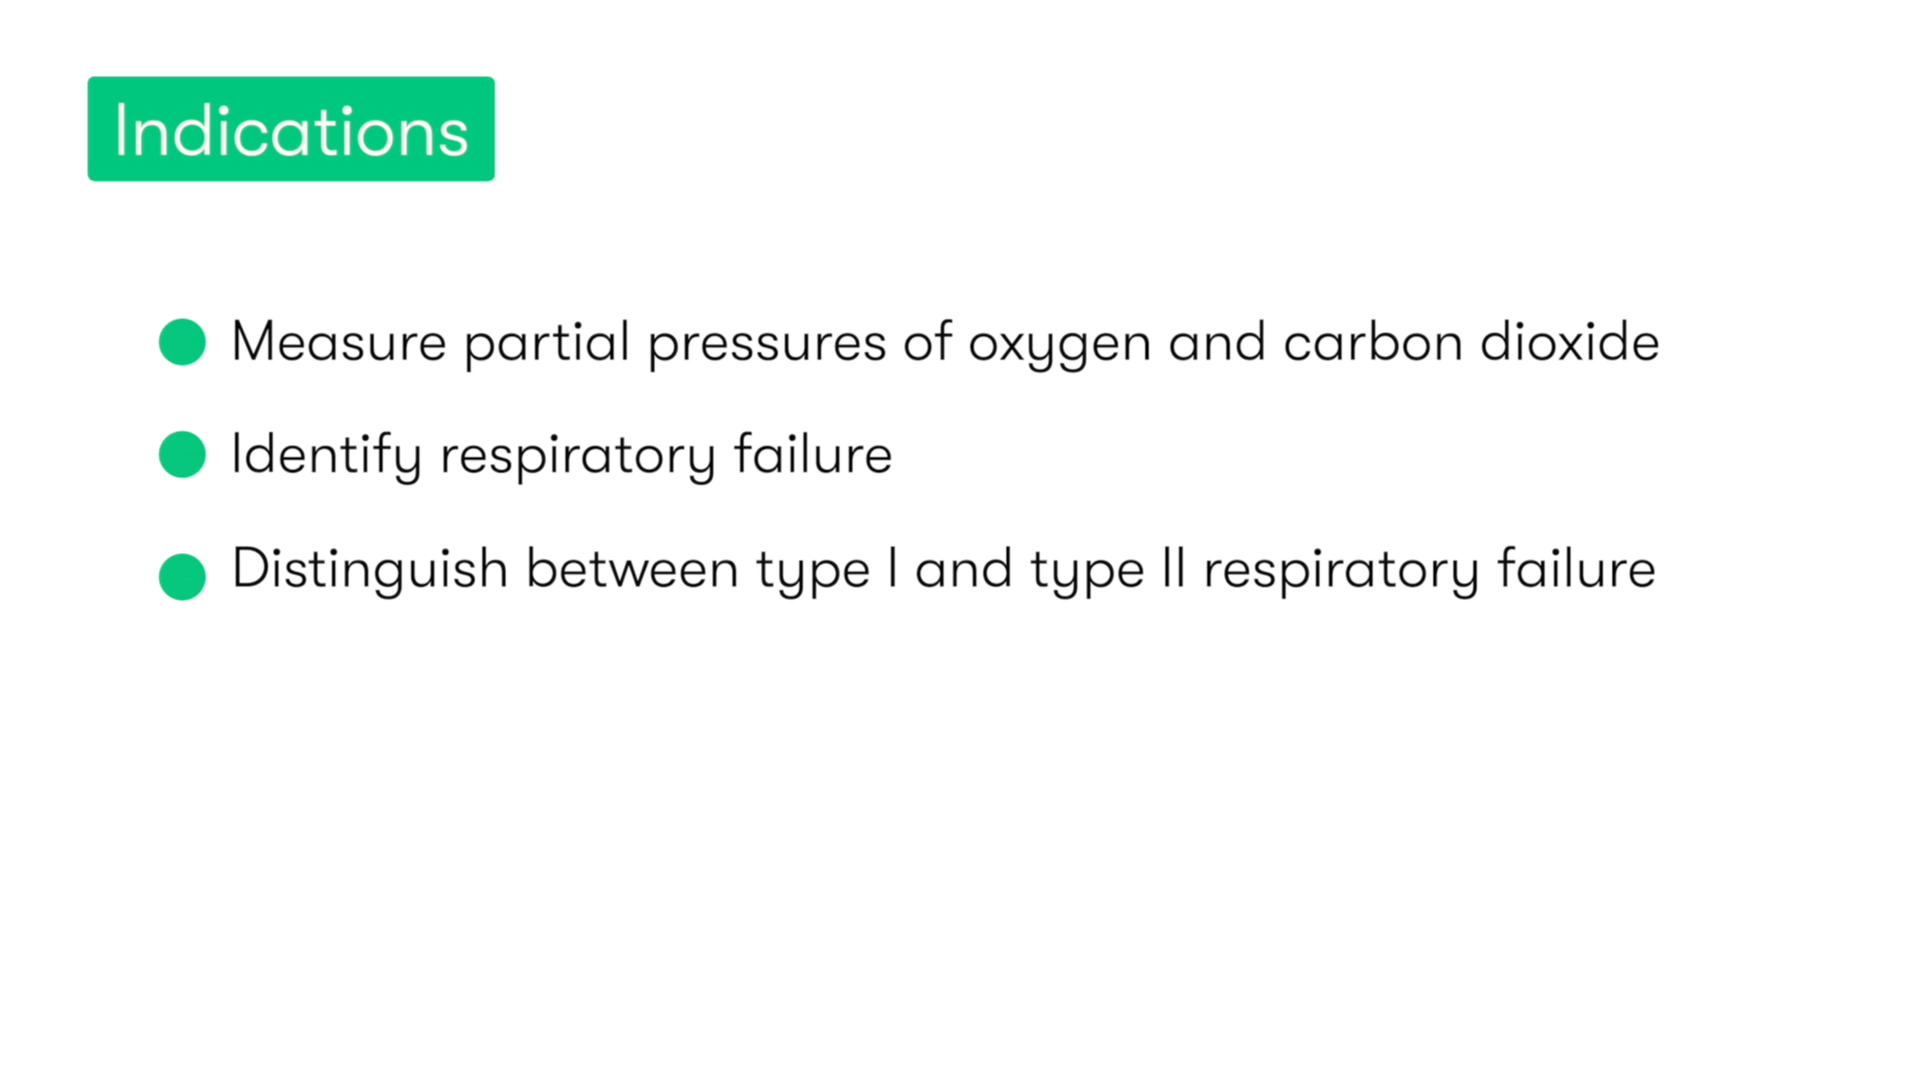 Indications
Measure partial pressures of oxygen and carbon dioxide
Identify respiratory failure
Distinguish between type I and type II respiratory failure